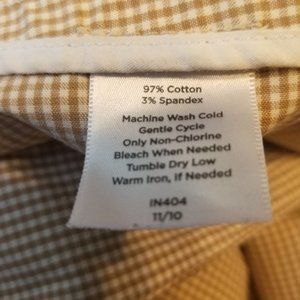 97% Cotton
3% Spandex
Machine Wash Cold
Gentle Cycle
Only Non-Chlorine
Bleach When Needed
Tumble Dry Low
Warm Iron, If Needed
IN404
11/10